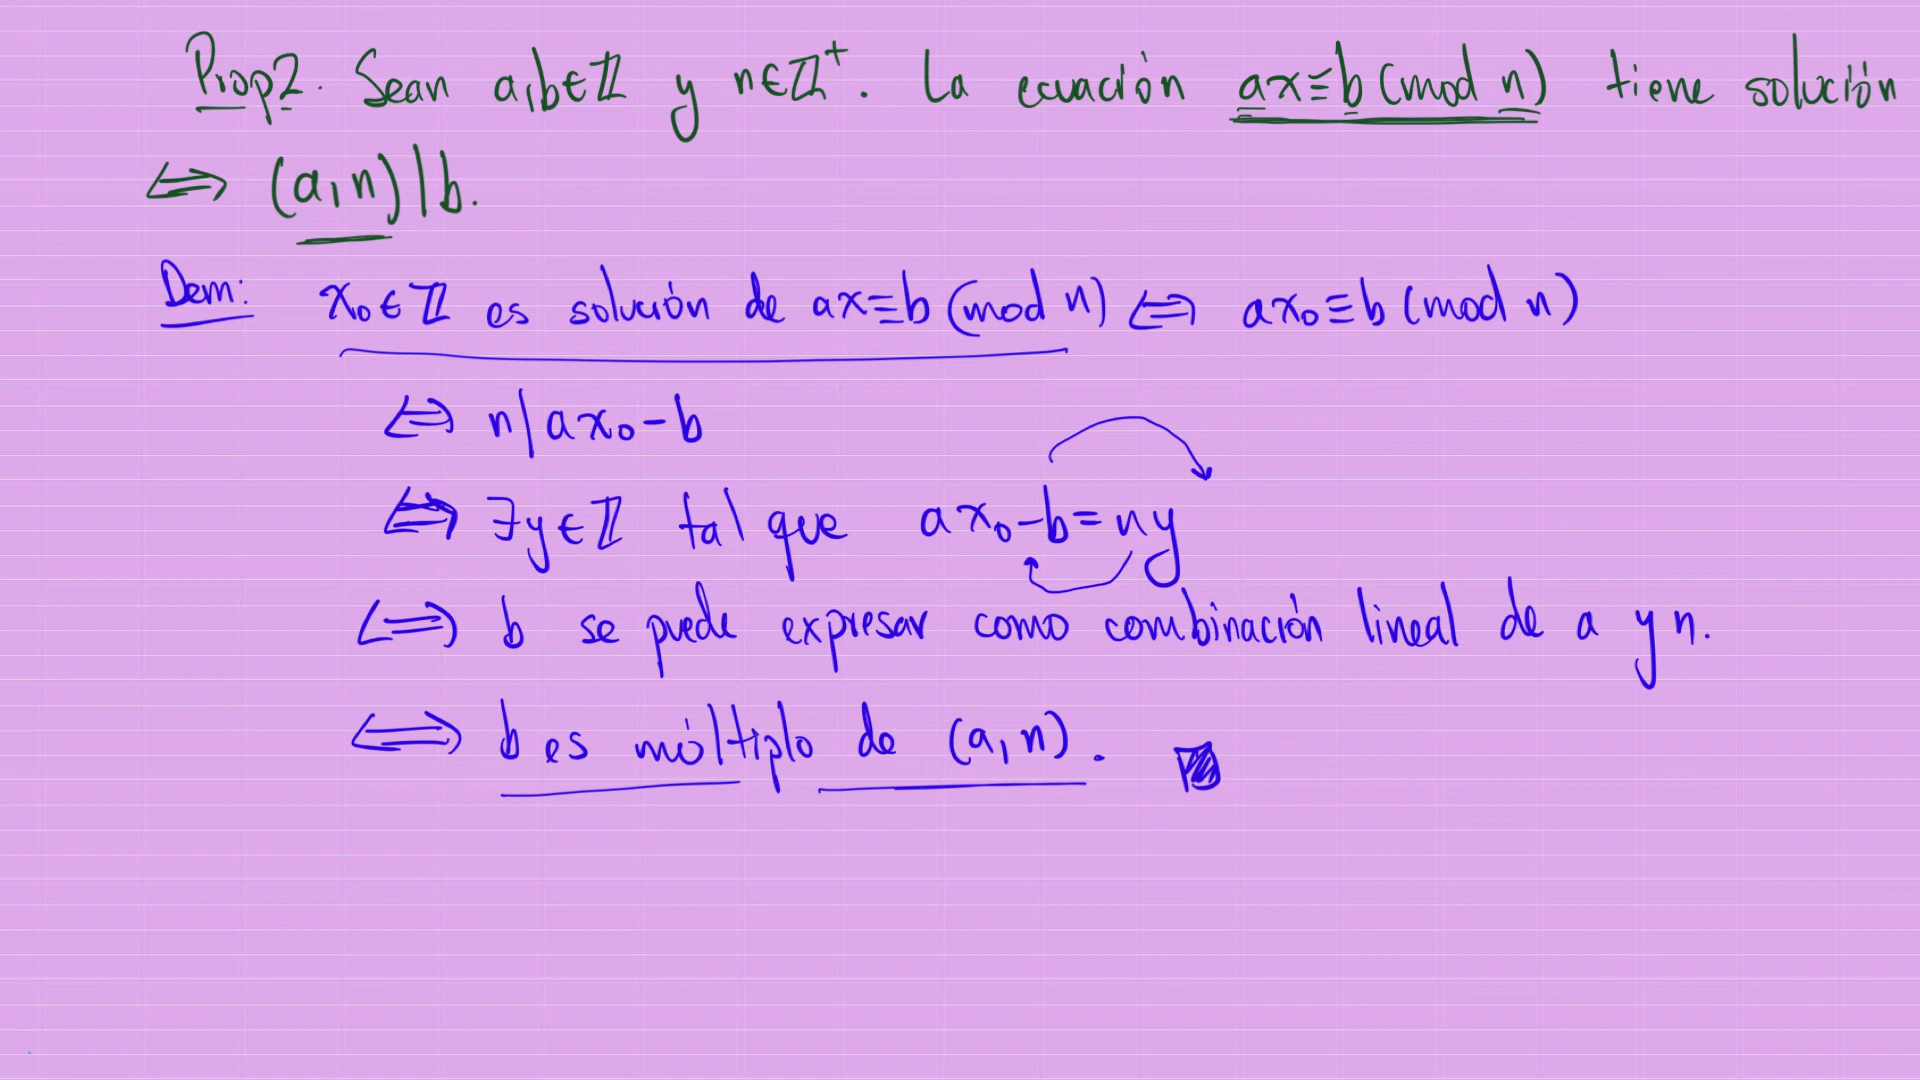 Prop2. Sean a,b∈ℤ y n∈ℤ⁺. La ecuación ax≡b (mod n) tiene solución
⟺ (a,n)|b.
Dem: x₀∈ℤ es solución de ax≡b (mod n) ⟺ ax₀≡b (mod n)
⟺ n|ax₀-b
⟺ ∃y∈ℤ tal que ax₀-b=ny
⟺ b se puede expresar como combinación lineal de a y n.
⟺ b es múltiplo de (a,n).